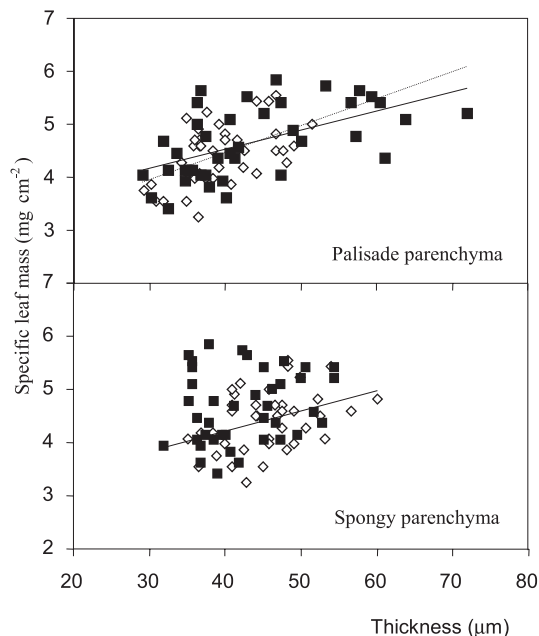 7
6
5
4
3
7
Palisade parenchyma
Specific leaf mass (mg cm-2)
6
5
4
3
2
Spongy parenchyma
20 30 40 50 60 70 80
Thickness (μm)